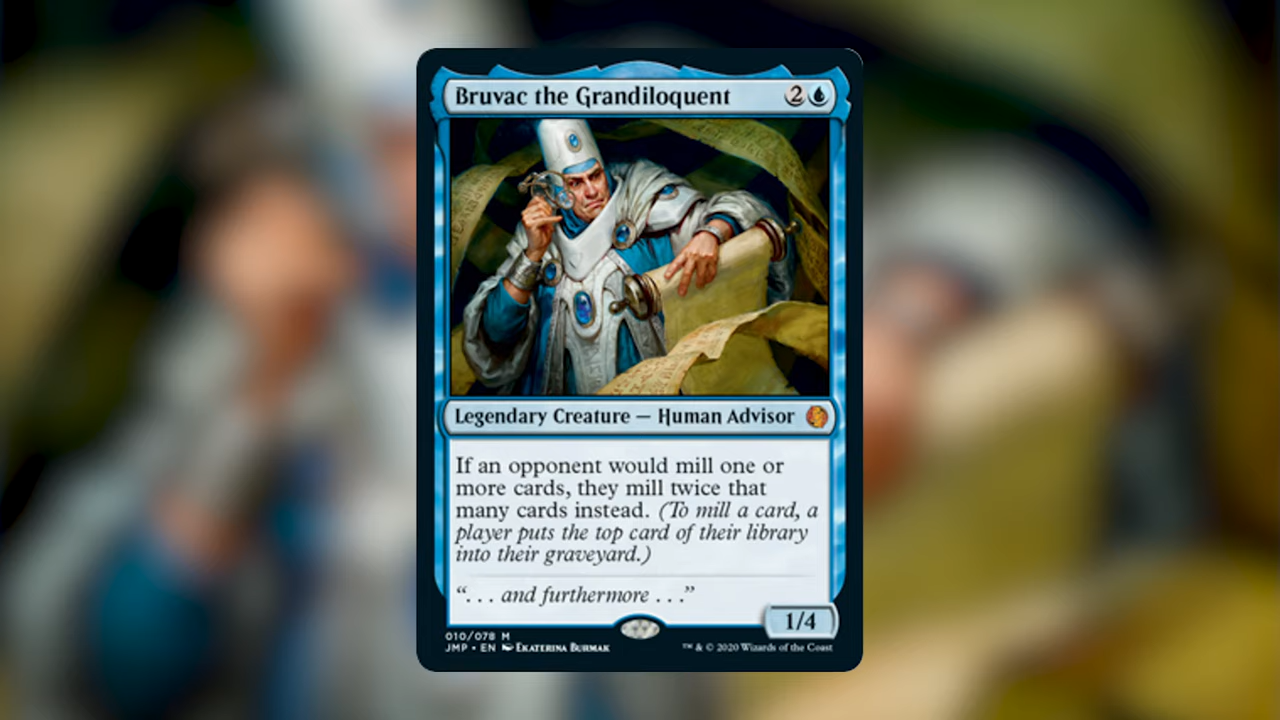 Bruvac the Grandiloquent 2
Legendary Creature — Human Advisor
If an opponent would mill one or
more cards, they mill twice that
many cards instead. (To mill a card, a
player puts the top card of their library
into their graveyard.)
“. . . and furthermore . . .”
1/4
010/078 M
JMP • EN Ekaterina Burmak
™ & © 2020 Wizards of the Coast